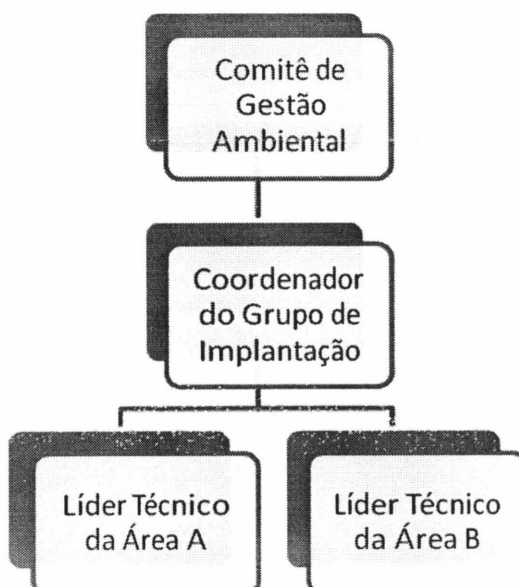 Comitê de
Gestão
Ambiental
Coordenador
do Grupo de
Implantação
Líder Técnico
da Área A
Líder Técnico
da Área B